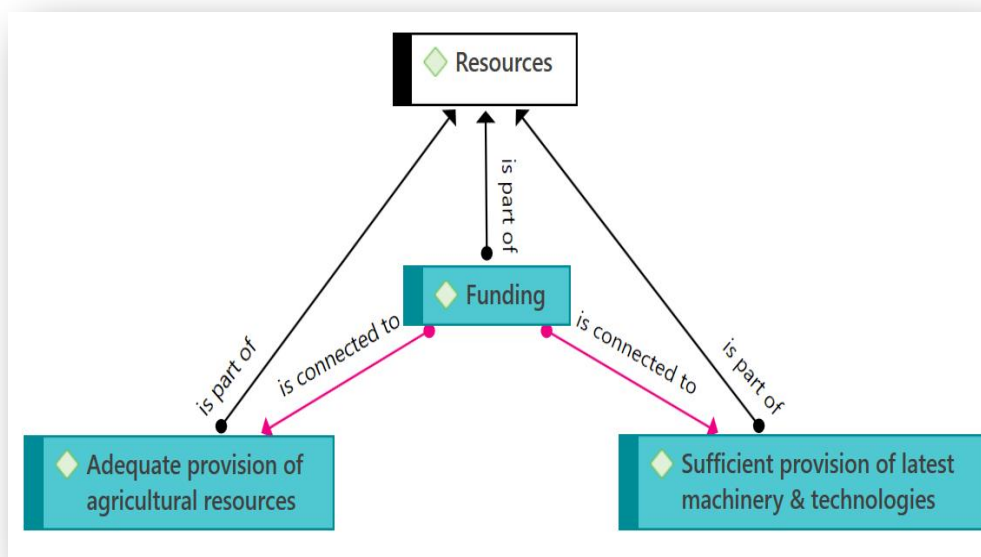 Resources
is part of
Funding
is part of
is connected to
is connected to
is part of
Adequate provision of
agricultural resources
Sufficient provision of latest
machinery & technologies